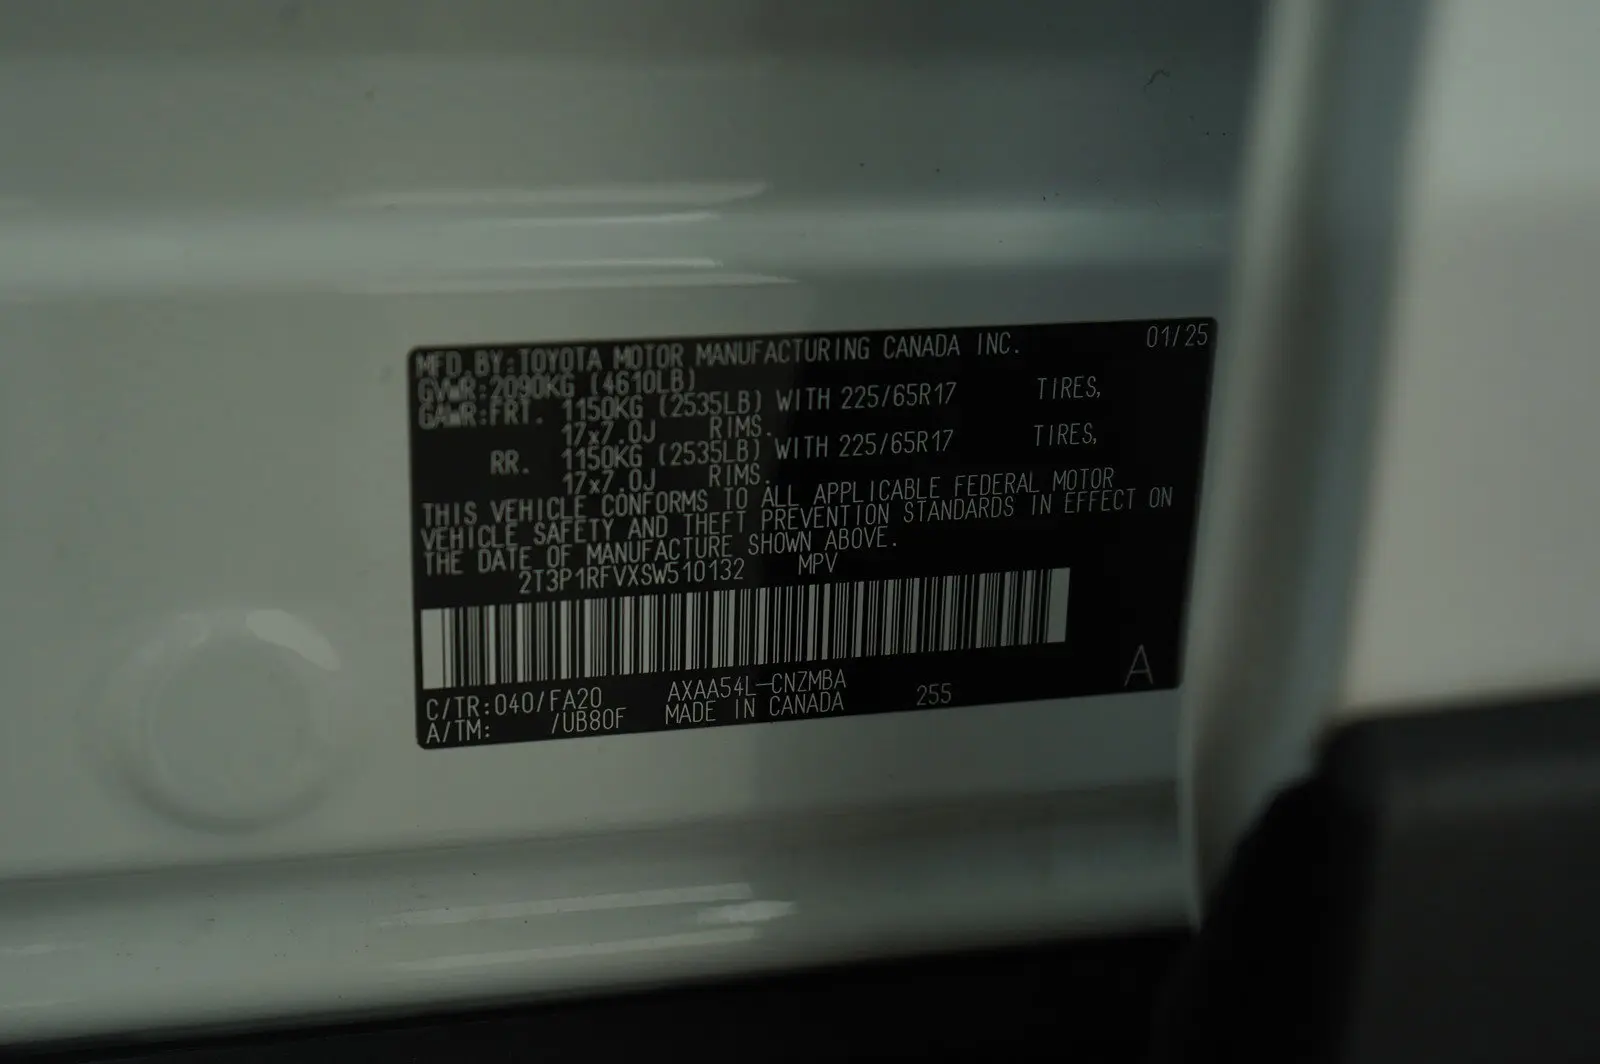 MFD.BY:TOYOTA MOTOR MANUFACTURING CANADA INC. 01/25
GVWR:2090KG (4610LB)
GAWR:FRT. 1150KG (2535LB) WITH 225/65R17 TIRES,
17x7.0J RIMS.
RR. 1150KG (2535LB) WITH 225/65R17 TIRES,
17x7.0J RIMS.
THIS VEHICLE CONFORMS TO ALL APPLICABLE FEDERAL MOTOR
VEHICLE SAFETY AND THEFT PREVENTION STANDARDS IN EFFECT ON
THE DATE OF MANUFACTURE SHOWN ABOVE.
2T3P1RFVXSW510132 MPV
C/TR:040/FA20 AXAA54L-CNZMBA 255 A
A/TM: /UB80F MADE IN CANADA